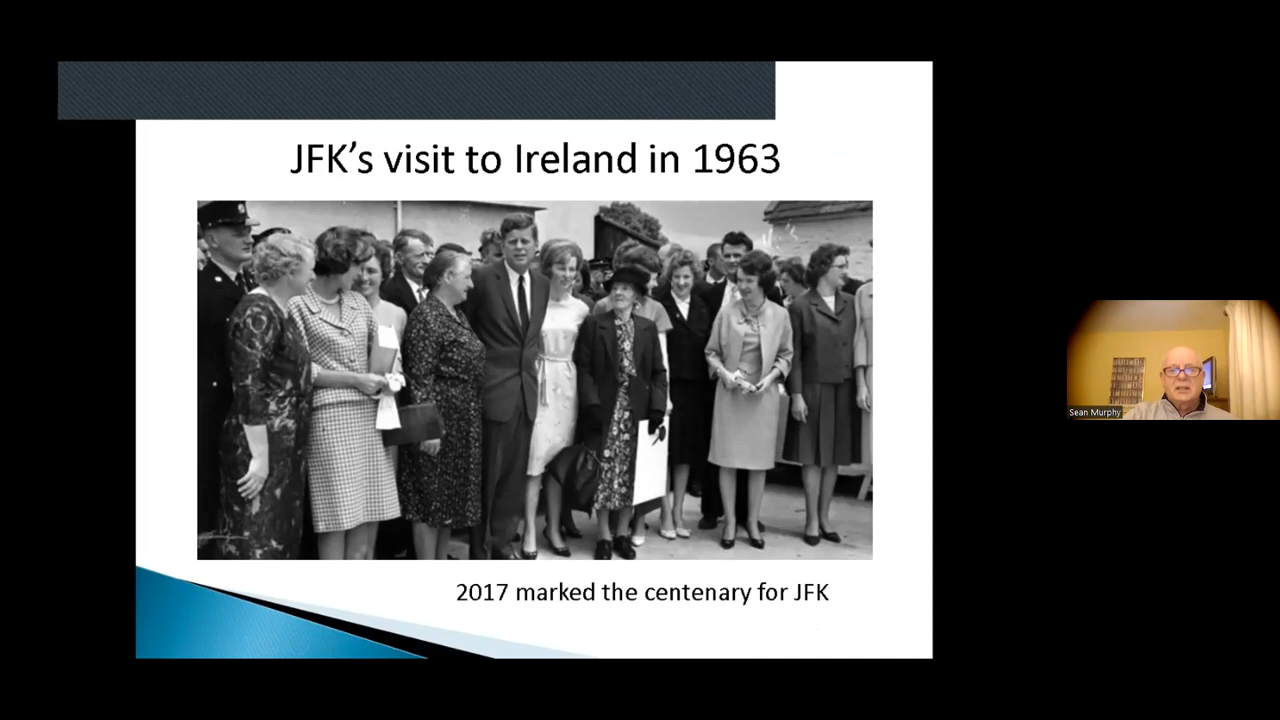 JFK's visit to Ireland in 1963
2017 marked the centenary for JFK
Sean Murphy